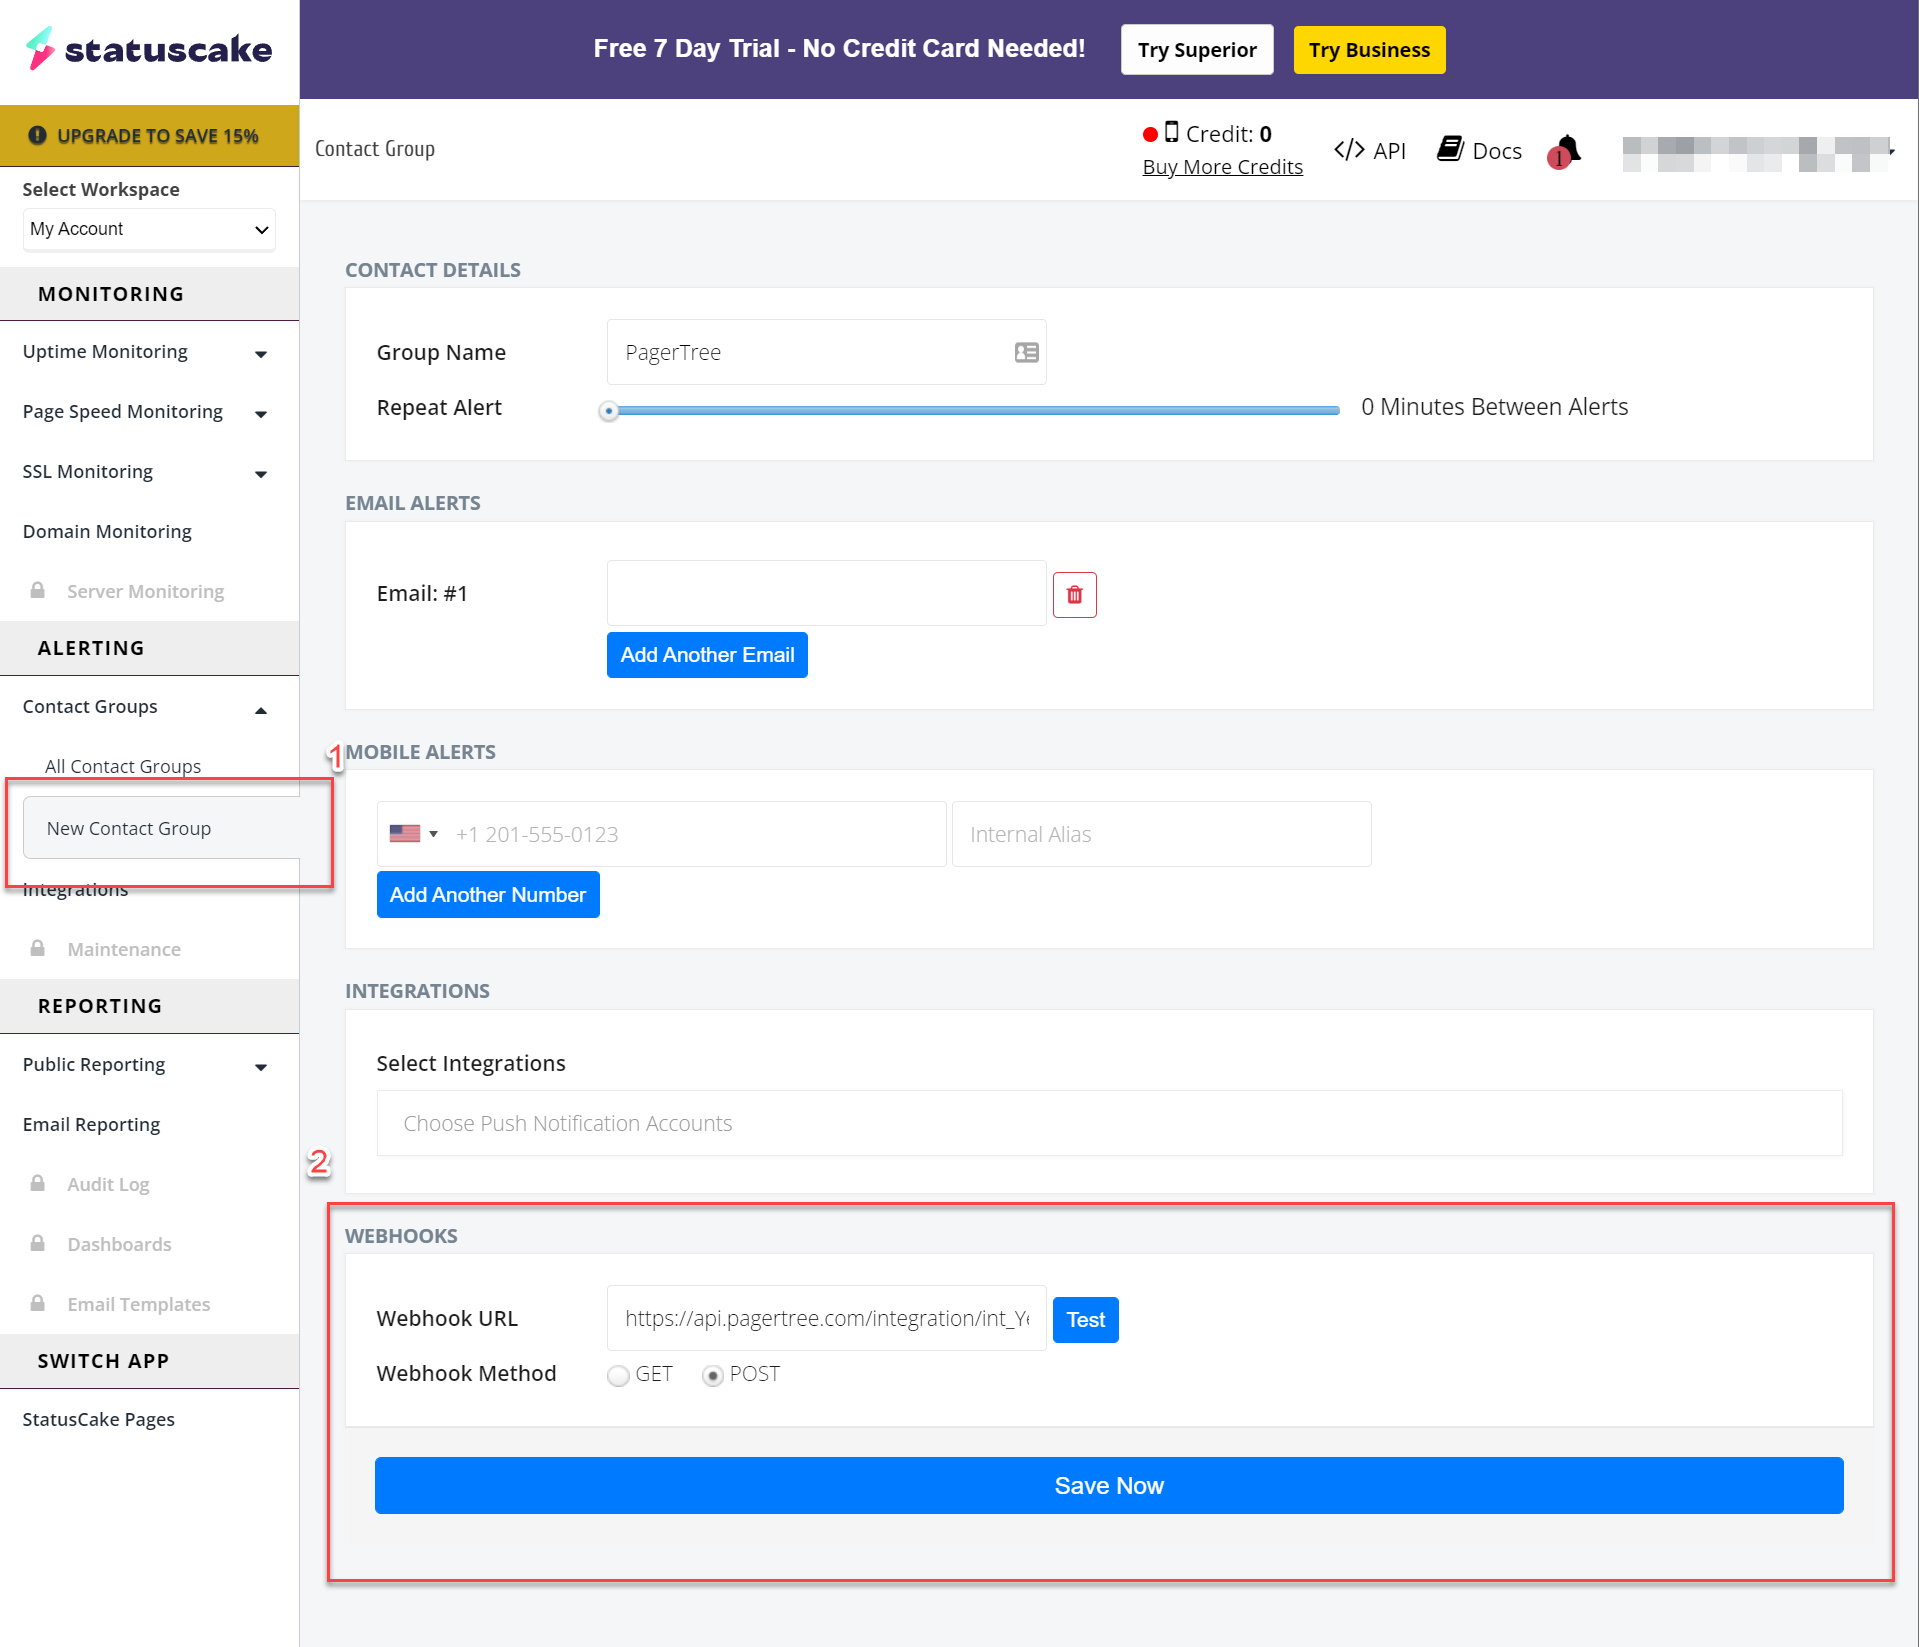 statuscake
Free 7 Day Trial - No Credit Card Needed!
Try Superior
Try Business
UPGRADE TO SAVE 15%
Select Workspace
My Account
MONITORING
Uptime Monitoring
Page Speed Monitoring
SSL Monitoring
Domain Monitoring
Server Monitoring
ALERTING
Contact Groups
All Contact Groups
1
New Contact Group
Integrations
Maintenance
REPORTING
Public Reporting
Email Reporting
Audit Log
Dashboards
Email Templates
SWITCH APP
StatusCake Pages
Contact Group
Credit: 0
Buy More Credits
</> API
Docs
1
CONTACT DETAILS
Group Name
PagerTree
Repeat Alert
0 Minutes Between Alerts
EMAIL ALERTS
Email: #1
Add Another Email
MOBILE ALERTS
+1 201-555-0123
Internal Alias
Add Another Number
INTEGRATIONS
Select Integrations
Choose Push Notification Accounts
2
WEBHOOKS
Webhook URL
https://api.pagertree.com/integration/int_Ye
Test
Webhook Method
GET
POST
Save Now